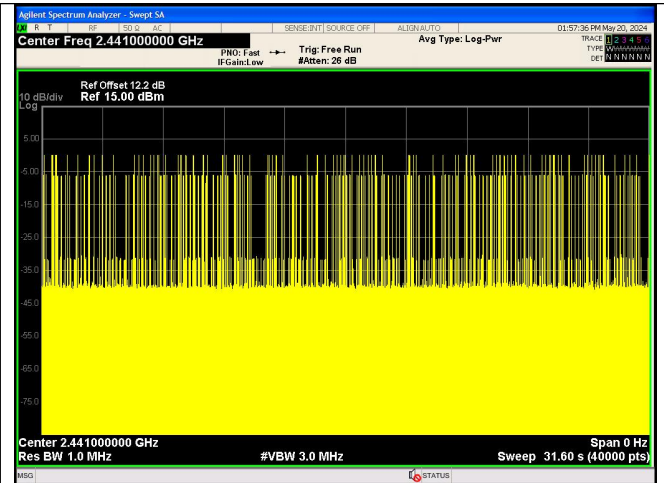 Agilent Spectrum Analyzer - Swept SA
R T RF 50 Ω AC SENSE:INT SOURCE OFF ALIGN AUTO 01:57:36 PM May 20, 2024
Center Freq 2.441000000 GHz
PNO: Fast
IFGain:Low
Trig: Free Run
#Atten: 26 dB
Avg Type: Log-Pwr
TRACE 1 2 3 4 5 6
TYPE W
DET N N N N N N
Ref Offset 12.2 dB
10 dB/div Ref 15.00 dBm
Log
5.00
-5.00
-15.0
-25.0
-35.0
-45.0
-55.0
-65.0
-75.0
Center 2.441000000 GHz Span 0 Hz
Res BW 1.0 MHz #VBW 3.0 MHz Sweep 31.60 s (40000 pts)
MSG STATUS